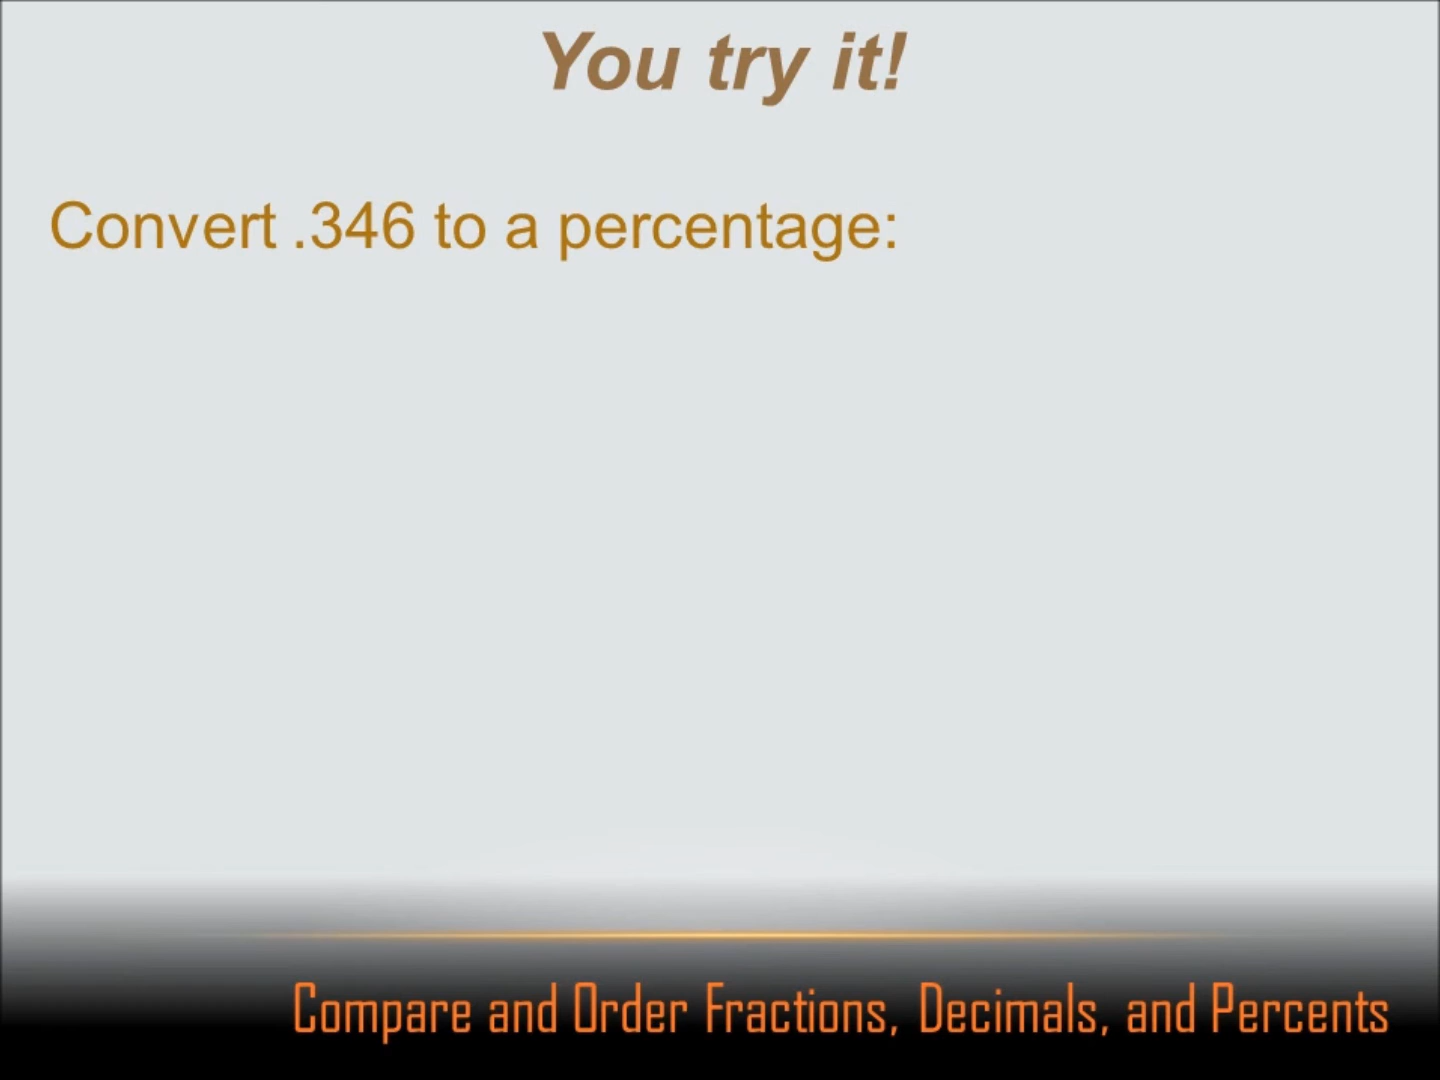 You try it!
Convert .346 to a percentage:
Compare and Order Fractions, Decimals, and Percents